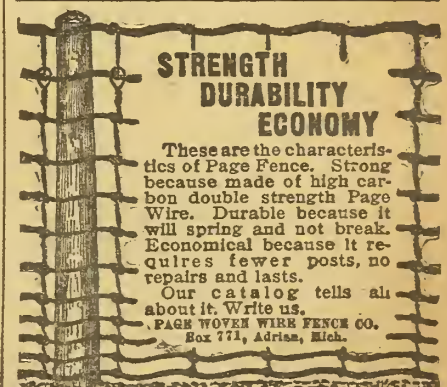 STRENGTH
DURABILITY
ECONOMY
These are the characteris-
tics of Page Fence. Strong
because made of high car-
bon double strength Page
Wire. Durable because it
will spring and not break.
Economical because it re-
quires fewer posts, no
repairs and lasts.
Our catalog tells all
about it. Write us.
PAGE WOVEN WIRE FENCE CO.
Box 771, Adrian, Mich.